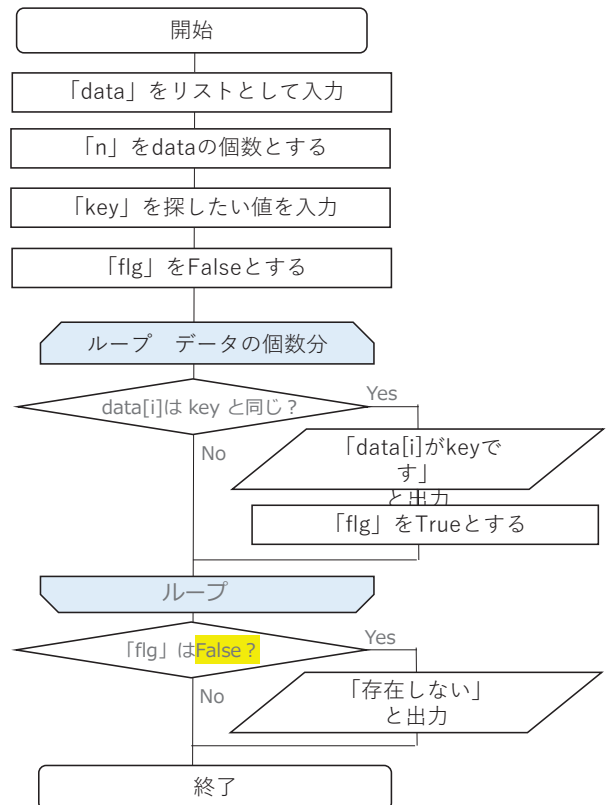 開始
「data」をリストとして入力
「n」をdataの個数とする
「key」を探したい値を入力
「flg」をFalseとする
ループ　データの個数分
data[i]は key と同じ？
Yes
No
「data[i]がkeyで
す」
と出力
「flg」をTrueとする
ループ
「flg」はFalse？
Yes
No
「存在しない」
と出力
終了